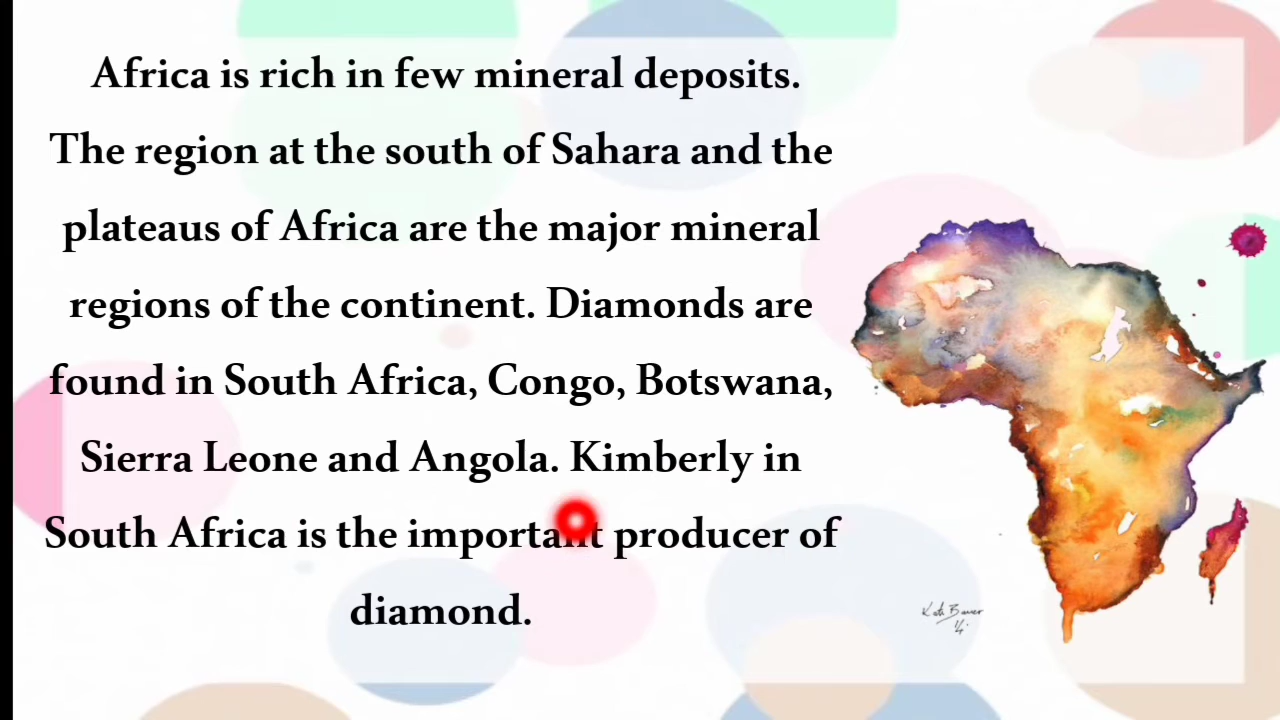 Africa is rich in few mineral deposits.
The region at the south of Sahara and the
plateaus of Africa are the major mineral
regions of the continent. Diamonds are
found in South Africa, Congo, Botswana,
Sierra Leone and Angola. Kimberly in
South Africa is the important producer of
diamond.